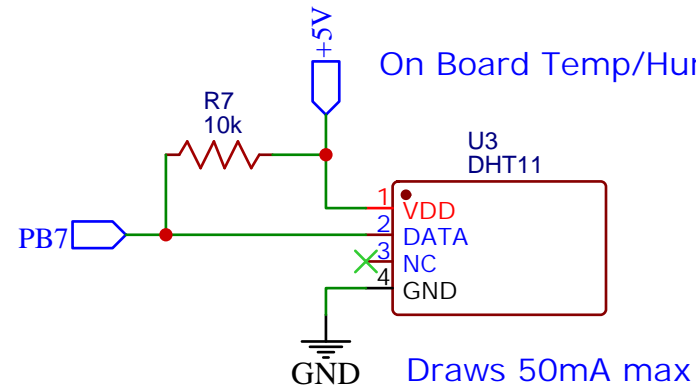 +5V
On Board Temp/Hu
R7
10k
U3
DHT11
1
VDD
PB7
2
DATA
3
NC
4
GND
GND
Draws 50mA max